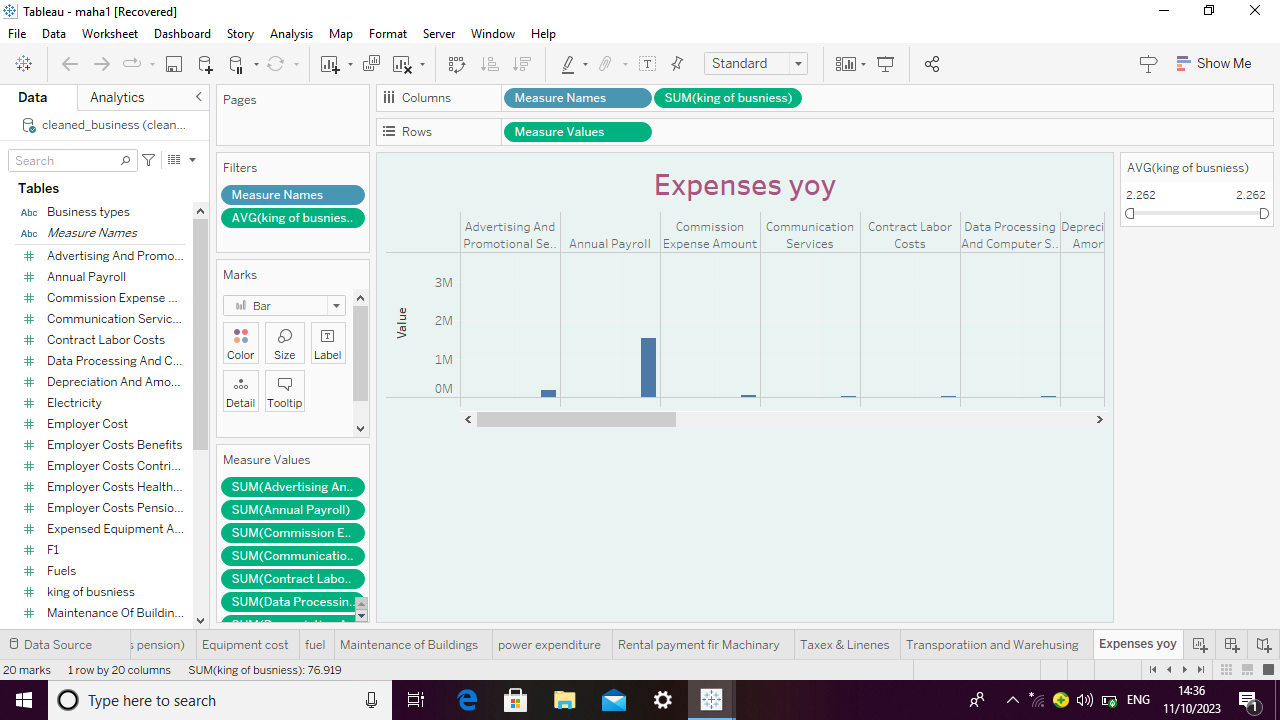 Tableau - maha1 [Recovered]
File Data Worksheet Dashboard Story Analysis Map Format Server Window Help
Standard
Show Me
Data Analytics
cleaned_business (clean...
Search
Tables
Abc Business types
Abc Measure Names
Advertising And Promo...
Annual Payroll
Commission Expense ...
Communication Servic...
Contract Labor Costs
Data Processing And C...
Depreciation And Amo...
Electricity
Employer Cost
Employer Costs Benefits
Employer Costs Contri...
Employer Costs Health...
Employer Costs Pensio...
Expensed Equipment A...
F1
Fuels
king of busniess
Maintenance Of Buildin...
Pages
Filters
Measure Names
AVG(king of busnies..
Marks
Bar
Color Size Label
Detail Tooltip
Measure Values
SUM(Advertising An..
SUM(Annual Payroll)
SUM(Commission E..
SUM(Communicatio..
SUM(Contract Labo..
SUM(Data Processin..
Columns Measure Names SUM(king of busniess)
Rows Measure Values
Expenses yoy
Advertising And Promotional Se..
Annual Payroll
Commission Expense Amount
Communication Services
Contract Labor Costs
Data Processing And Computer S..
Depreci Amor
Value
3M
2M
1M
0M
AVG(king of busniess)
2.262 2.262
Data Source pension) Equipment cost fuel Maintenance of Buildings power expenditure Rental payment fir Machinary Taxex & Linenes Transporatiion and Warehousing Expenses yoy
20 marks 1 row by 20 columns SUM(king of busniess): 76.919
Type here to search
ENG
14:36
11/10/2023
1